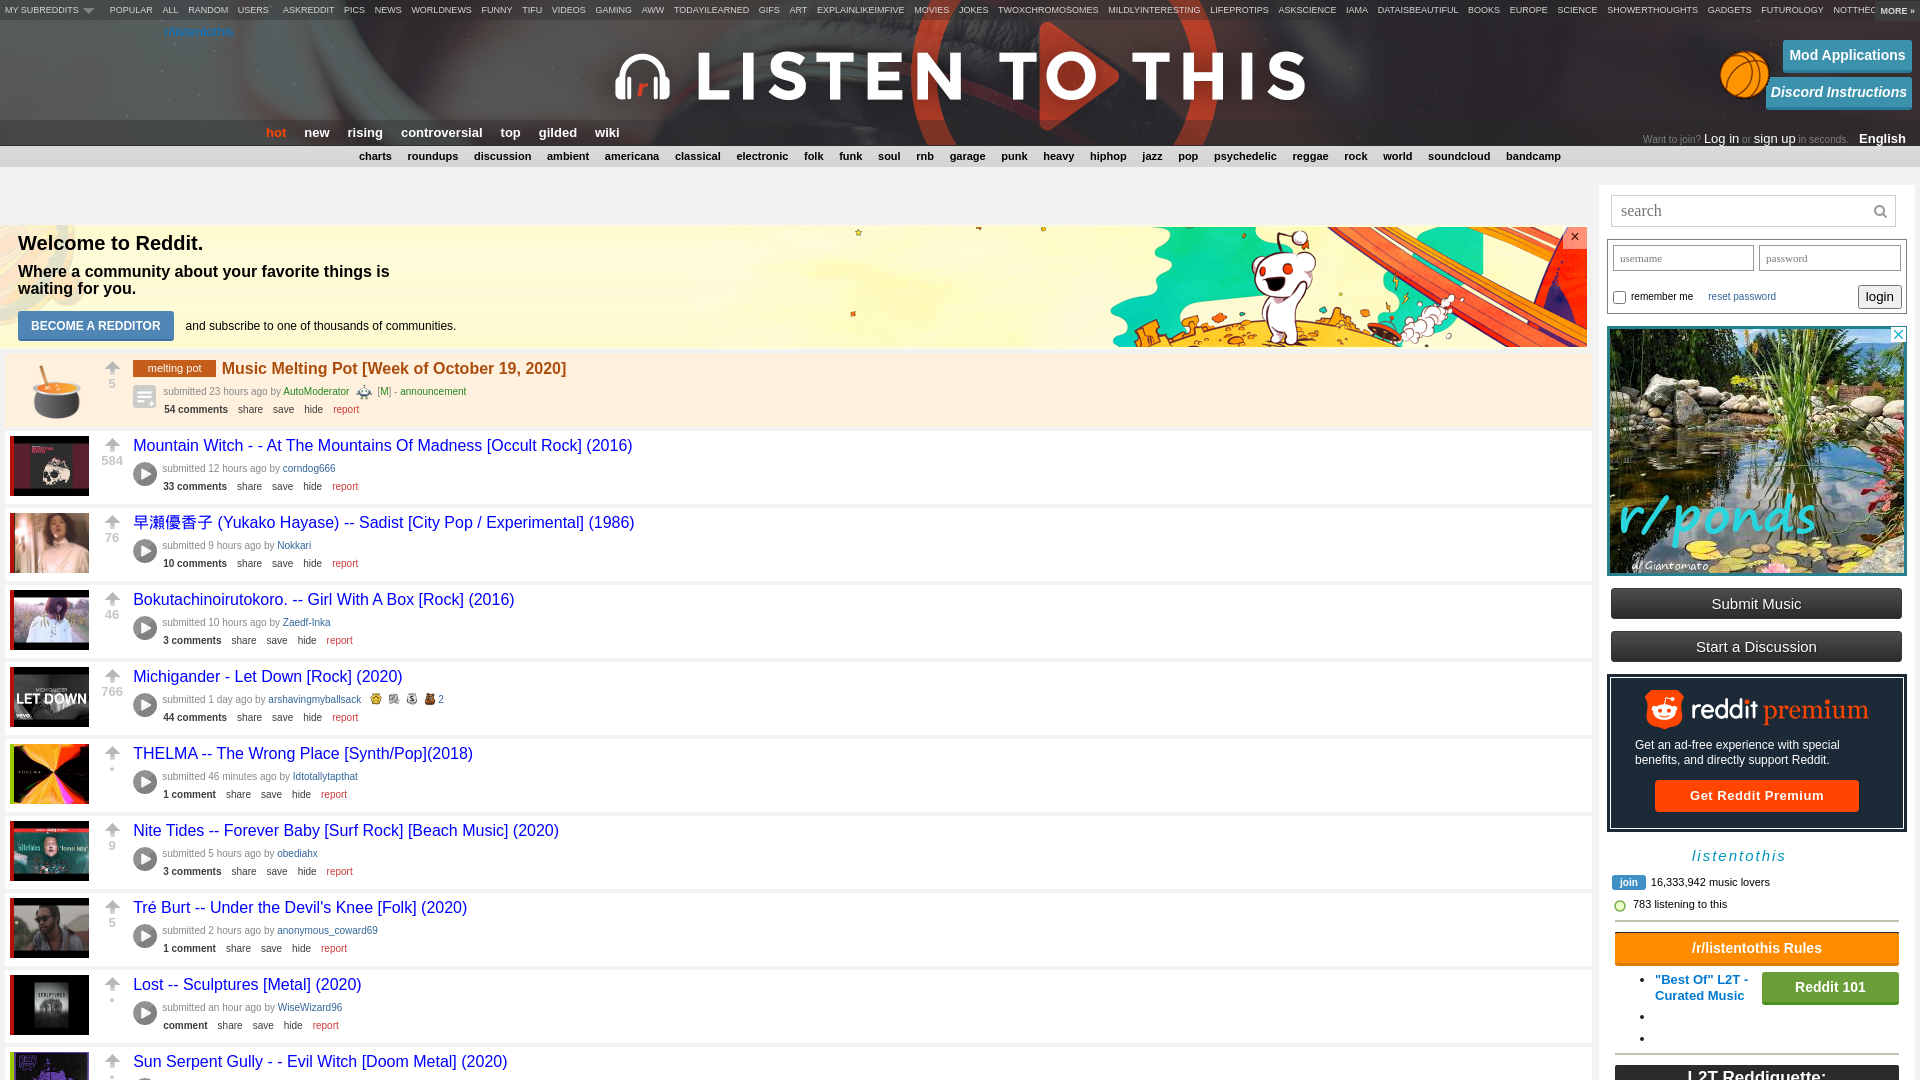 MY SUBREDDITS POPULAR ALL RANDOM USERS ASKREDDIT PICS NEWS WORLDNEWS FUNNY TIFU VIDEOS GAMING AWW TODAYILEARNED GIFS ART EXPLAINLIKEIMFIVE MOVIES JOKES TWOXCHROMOSOMES MILDLYINTERESTING LIFEPROTIPS ASKSCIENCE IAMA DATAISBEAUTIFUL BOOKS EUROPE SCIENCE SHOWERTHOUGHTS GADGETS FUTUROLOGY MORE »
LISTEN TO THIS
Mod Applications
Discord Instructions
hot new rising controversial top gilded wiki
Want to join? Log in or sign up in seconds. English
charts roundups discussion ambient americana classical electronic folk funk soul rnb garage punk heavy hiphop jazz pop psychedelic reggae rock world soundcloud bandcamp
Welcome to Reddit.
Where a community about your favorite things is
waiting for you.
BECOME A REDDITOR and subscribe to one of thousands of communities.
×
5
melting pot Music Melting Pot [Week of October 19, 2020]
submitted 23 hours ago by AutoModerator [M] - announcement
54 comments share save hide report
584
Mountain Witch - - At The Mountains Of Madness [Occult Rock] (2016)
submitted 12 hours ago by corndog666
33 comments share save hide report
76
早瀬優香子 (Yukako Hayase) -- Sadist [City Pop / Experimental] (1986)
submitted 9 hours ago by Nokkari
10 comments share save hide report
46
Bokutachinoirutokoro. -- Girl With A Box [Rock] (2016)
submitted 10 hours ago by Zaedf-Inka
3 comments share save hide report
LET DOWN
vevo
766
Michigander - Let Down [Rock] (2020)
submitted 1 day ago by arshavingmyballsack 2
44 comments share save hide report
THELMA
•
THELMA -- The Wrong Place [Synth/Pop](2018)
submitted 46 minutes ago by Idtotallytapthat
1 comment share save hide report
9
Nite Tides -- Forever Baby [Surf Rock] [Beach Music] (2020)
submitted 5 hours ago by obediahx
3 comments share save hide report
5
Tré Burt -- Under the Devil's Knee [Folk] (2020)
submitted 2 hours ago by anonymous_coward69
1 comment share save hide report
SCULPTURES
•
Lost -- Sculptures [Metal] (2020)
submitted an hour ago by WiseWizard96
comment share save hide report
•
Sun Serpent Gully - - Evil Witch [Doom Metal] (2020)
search
username password
remember me reset password login
r/ponds
u/Giantomato
Submit Music
Start a Discussion
reddit premium
Get an ad-free experience with special
benefits, and directly support Reddit.
Get Reddit Premium
listentothis
join 16,333,942 music lovers
783 listening to this
/r/listentothis Rules
"Best Of" L2T -
Curated Music
Reddit 101
L2T Reddiquette: